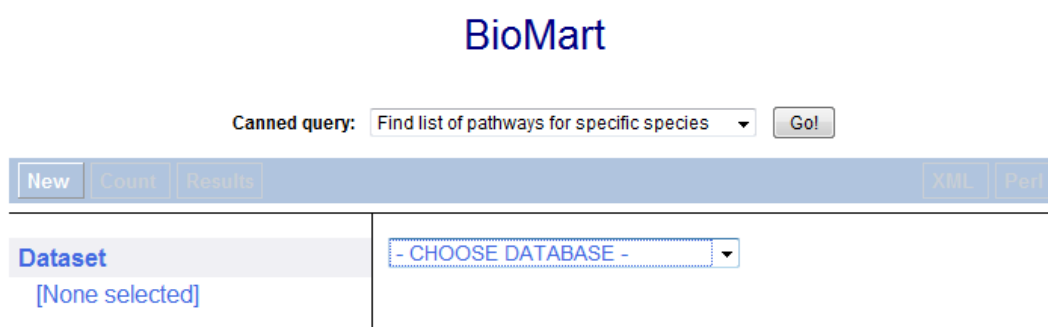 BioMart
Canned query: Find list of pathways for specific species Go!
New Count Results XML Perl
Dataset - CHOOSE DATABASE -
[None selected]